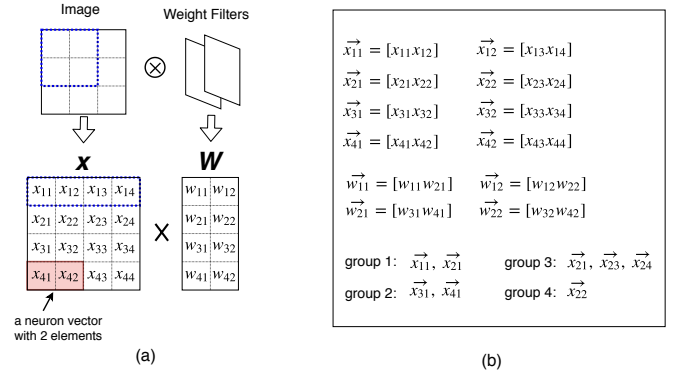 Image
Weight Filters
⊗
x
W
x₁₁ x₁₂ x₁₃ x₁₄
x₂₁ x₂₂ x₂₃ x₂₄
x₃₁ x₃₂ x₃₃ x₃₄
x₄₁ x₄₂ x₄₃ x₄₄
X
w₁₁ w₁₂
w₂₁ w₂₂
w₃₁ w₃₂
w₄₁ w₄₂
a neuron vector
with 2 elements
(a)
x⃗₁₁ = [x₁₁x₁₂] x⃗₁₂ = [x₁₃x₁₄]
x⃗₂₁ = [x₂₁x₂₂] x⃗₂₂ = [x₂₃x₂₄]
x⃗₃₁ = [x₃₁x₃₂] x⃗₃₂ = [x₃₃x₃₄]
x⃗₄₁ = [x₄₁x₄₂] x⃗₄₂ = [x₄₃x₄₄]
w⃗₁₁ = [w₁₁w₂₁] w⃗₁₂ = [w₁₂w₂₂]
w⃗₂₁ = [w₃₁w₄₁] w⃗₂₂ = [w₃₂w₄₂]
group 1: x⃗₁₁, x⃗₂₁ group 3: x⃗₂₁, x⃗₂₃, x⃗₂₄
group 2: x⃗₃₁, x⃗₄₁ group 4: x⃗₂₂
(b)